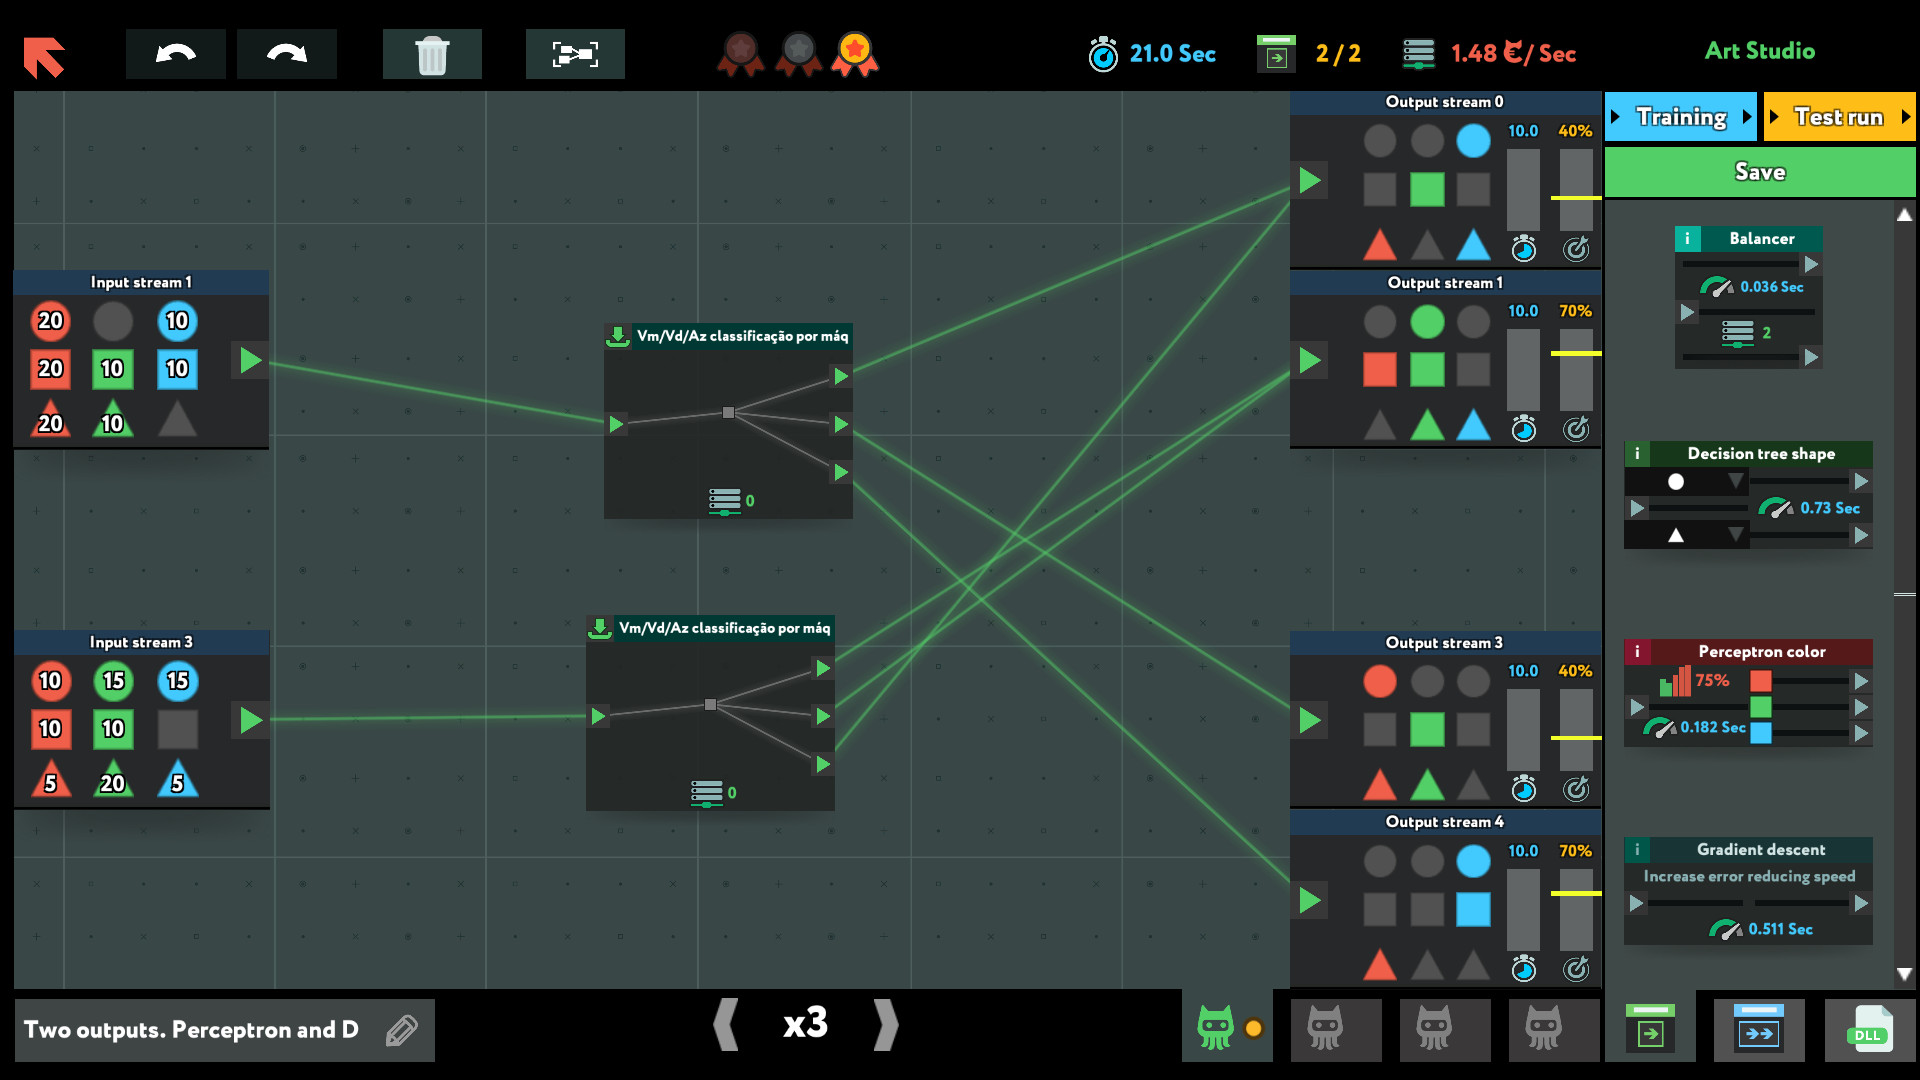 21.0 Sec
2 / 2
1.48 €/ Sec
Art Studio
Training
Test run
Save
Input stream 1
20
10
20
10
10
20
10
Input stream 3
10
15
15
10
10
5
20
5
Vm/Vd/Az classificação por máq
0
Vm/Vd/Az classificação por máq
0
Output stream 0
10.0
40%
Output stream 1
10.0
70%
Output stream 3
10.0
40%
Output stream 4
10.0
70%
i
Balancer
0.036 Sec
2
i
Decision tree shape
0.73 Sec
i
Perceptron color
75%
0.182 Sec
i
Gradient descent
Increase error reducing speed
0.511 Sec
Two outputs. Perceptron and D
x3
DLL